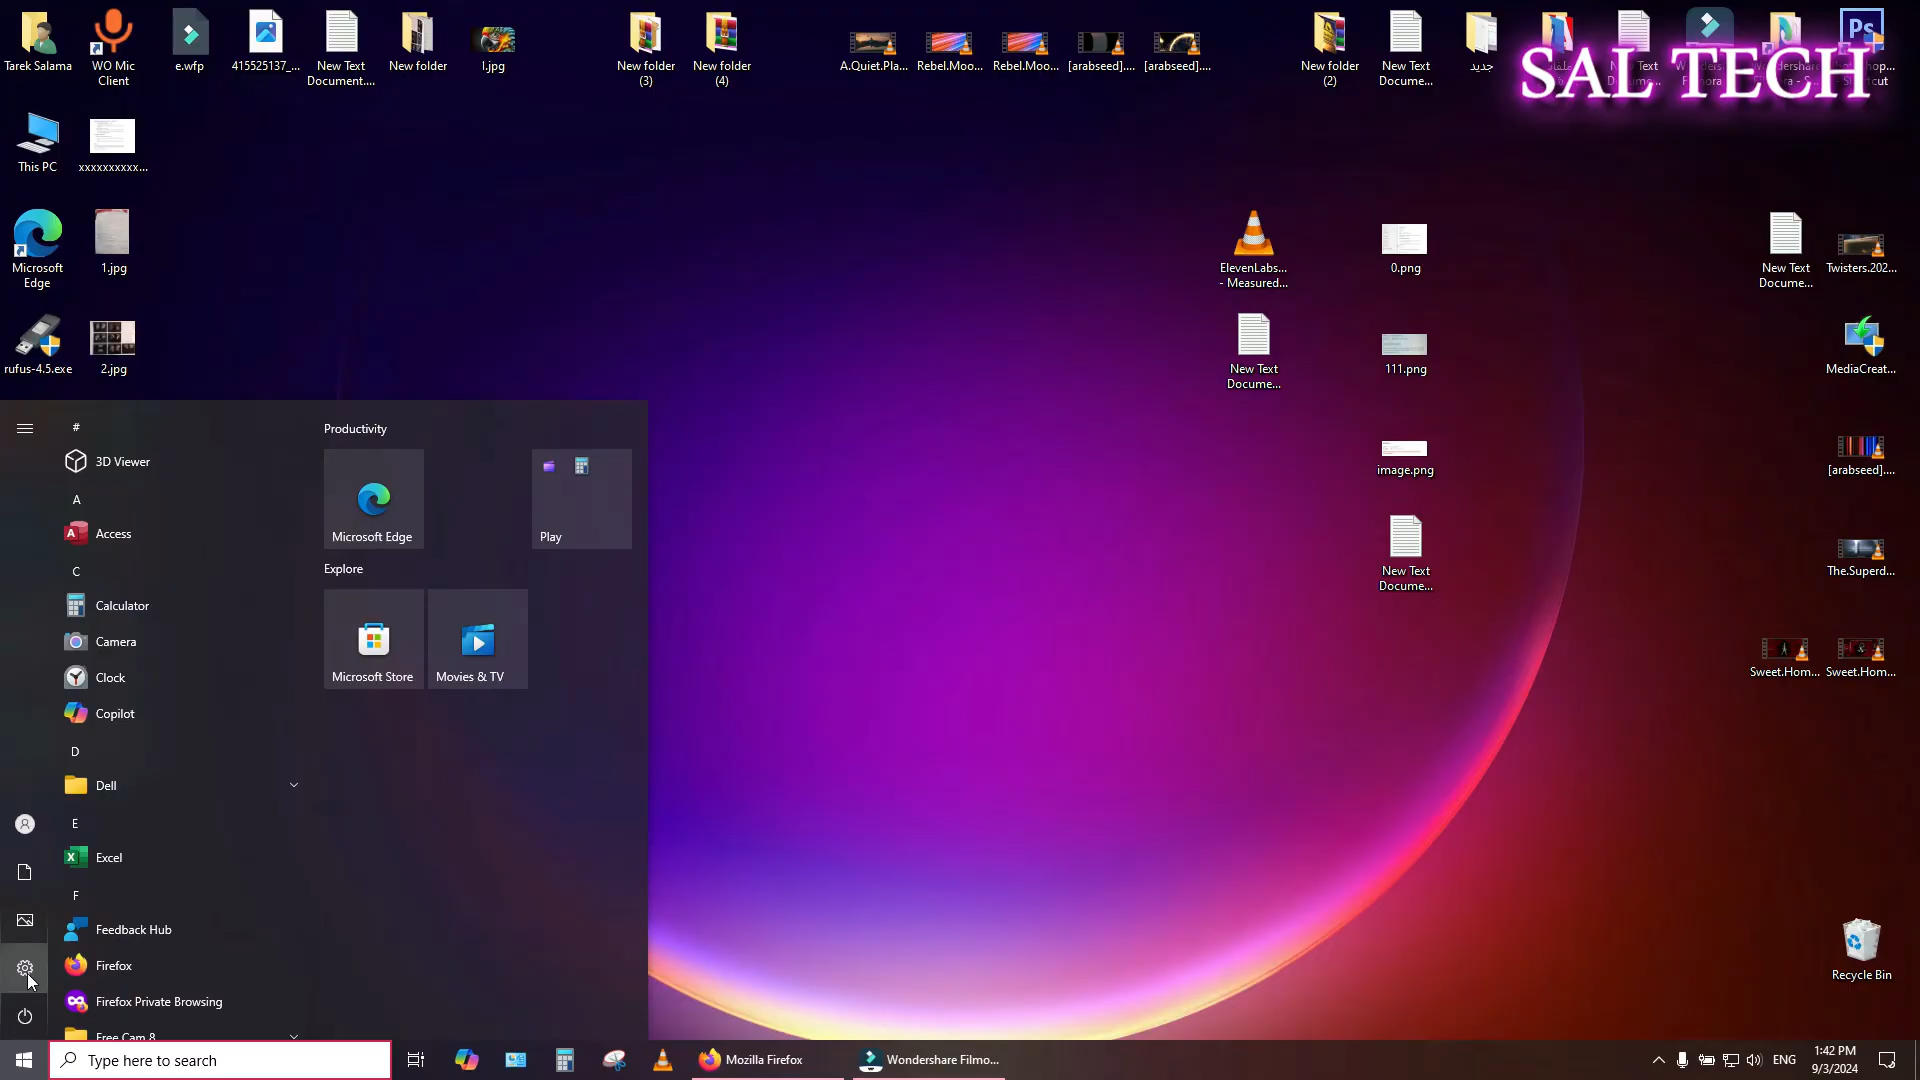 Tarek Salama
WO Mic
Client
e.wfp
415525137_...
New Text
Document....
New folder
l.jpg
New folder
(3)
New folder
(4)
A.Quiet.Pla...
Rebel.Moo...
Rebel.Moo...
[arabseed]....
[arabseed]....
New folder
(2)
New Text
Docume...
جديد
SAL TECH
This PC
xxxxxxxxxx...
Microsoft
Edge
1.jpg
ElevenLabs...
- Measured...
0.png
New Text
Docume...
Twisters.202...
rufus-4.5.exe
2.jpg
New Text
Docume...
111.png
MediaCreat...
image.png
[arabseed]....
New Text
Docume...
The.Superd...
Sweet.Hom...
Sweet.Hom...
Recycle Bin
#
3D Viewer
A
Access
C
Calculator
Camera
Clock
Copilot
D
Dell
E
Excel
F
Feedback Hub
Firefox
Firefox Private Browsing
Free Cam 8
Productivity
Microsoft Edge
Play
Explore
Microsoft Store
Movies & TV
Type here to search
Mozilla Firefox
Wondershare Filmo...
ENG
1:42 PM
9/3/2024